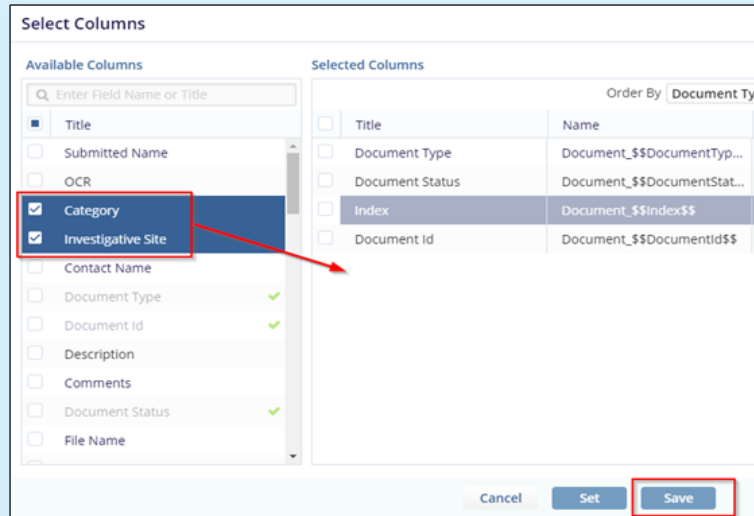 Select Columns
Available Columns
Selected Columns
Enter Field Name or Title
Order By Document Ty
Title
Title Name
Submitted Name
Document Type Document_$$DocumentTyp...
OCR
Document Status Document_$$DocumentStat...
Category
Index Document_$$Index$$
Investigative Site
Document Id Document_$$DocumentId$$
Contact Name
Document Type
Document Id
Description
Comments
Document Status
File Name
Cancel Set Save